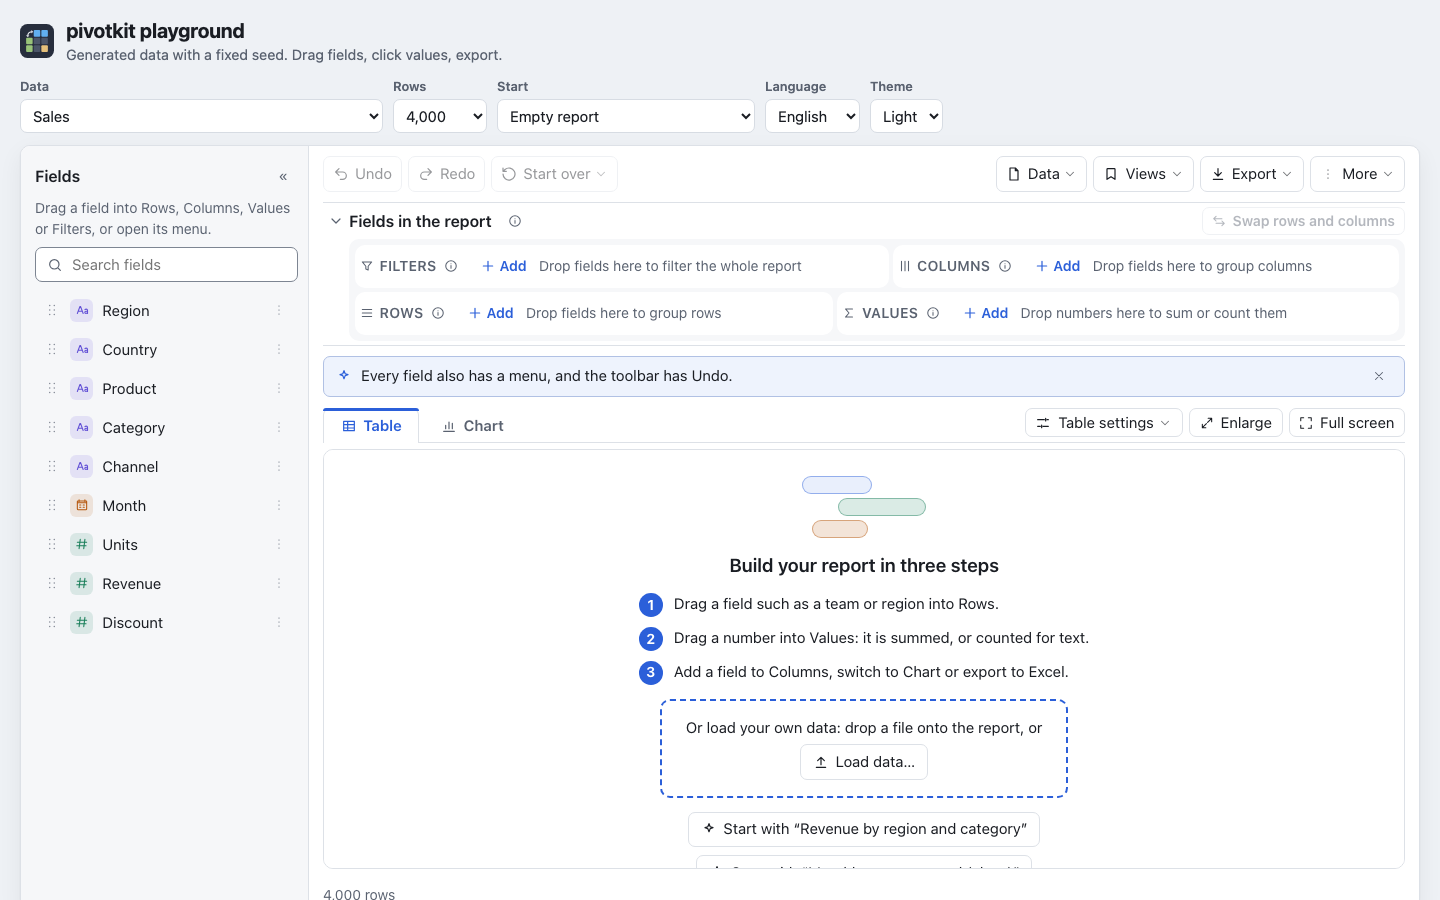 pivotkit playground
Generated data with a fixed seed. Drag fields, click values, export.
Data
Rows
Start
Language
Theme
Sales
4,000
Empty report
English
Light
Fields
«
Drag a field into Rows, Columns, Values
or Filters, or open its menu.
Search fields
Aa Region
Aa Country
Aa Product
Aa Category
Aa Channel
Month
# Units
# Revenue
# Discount
Undo
Redo
Start over
Data
Views
Export
More
Fields in the report
Swap rows and columns
FILTERS
+ Add
Drop fields here to filter the whole report
COLUMNS
+ Add
Drop fields here to group columns
ROWS
+ Add
Drop fields here to group rows
Σ VALUES
+ Add
Drop numbers here to sum or count them
Every field also has a menu, and the toolbar has Undo.
Table
Chart
Table settings
Enlarge
Full screen
Build your report in three steps
1 Drag a field such as a team or region into Rows.
2 Drag a number into Values: it is summed, or counted for text.
3 Add a field to Columns, switch to Chart or export to Excel.
Or load your own data: drop a file onto the report, or
Load data...
Start with “Revenue by region and category”
4,000 rows